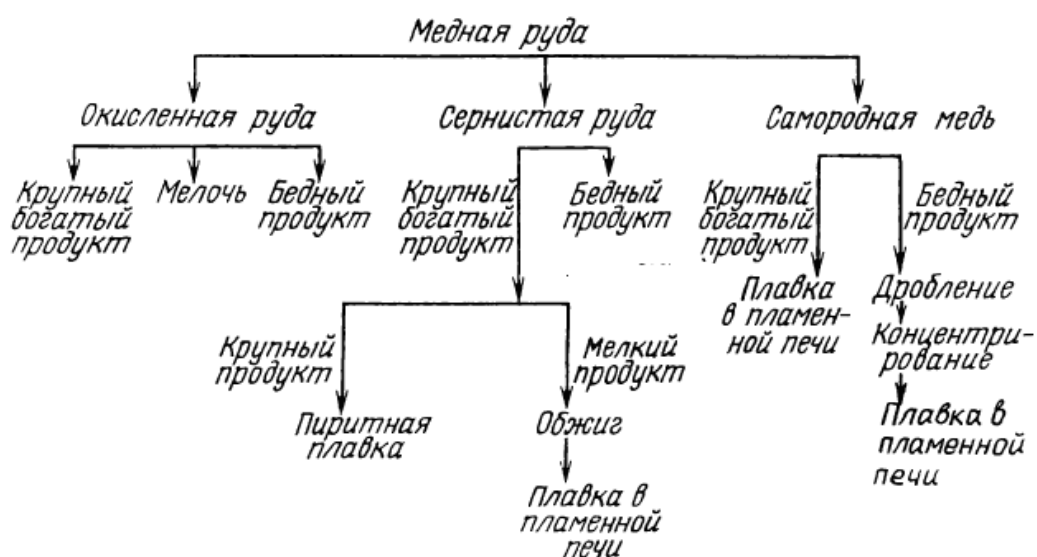 Медная руда
Окисленная руда
Сернистая руда
Самородная медь
Крупный
богатый
продукт
Мелочь
Бедный
продукт
Крупный
богатый
продукт
Бедный
продукт
Крупный
богатый
продукт
Бедный
продукт
Плавка
в пламен-
ной печи
Дробление
Концентри-
рование
Плавка в
пламенной
печи
Крупный
продукт
Мелкий
продукт
Пиритная
плавка
Обжиг
Плавка в
пламенной
печи